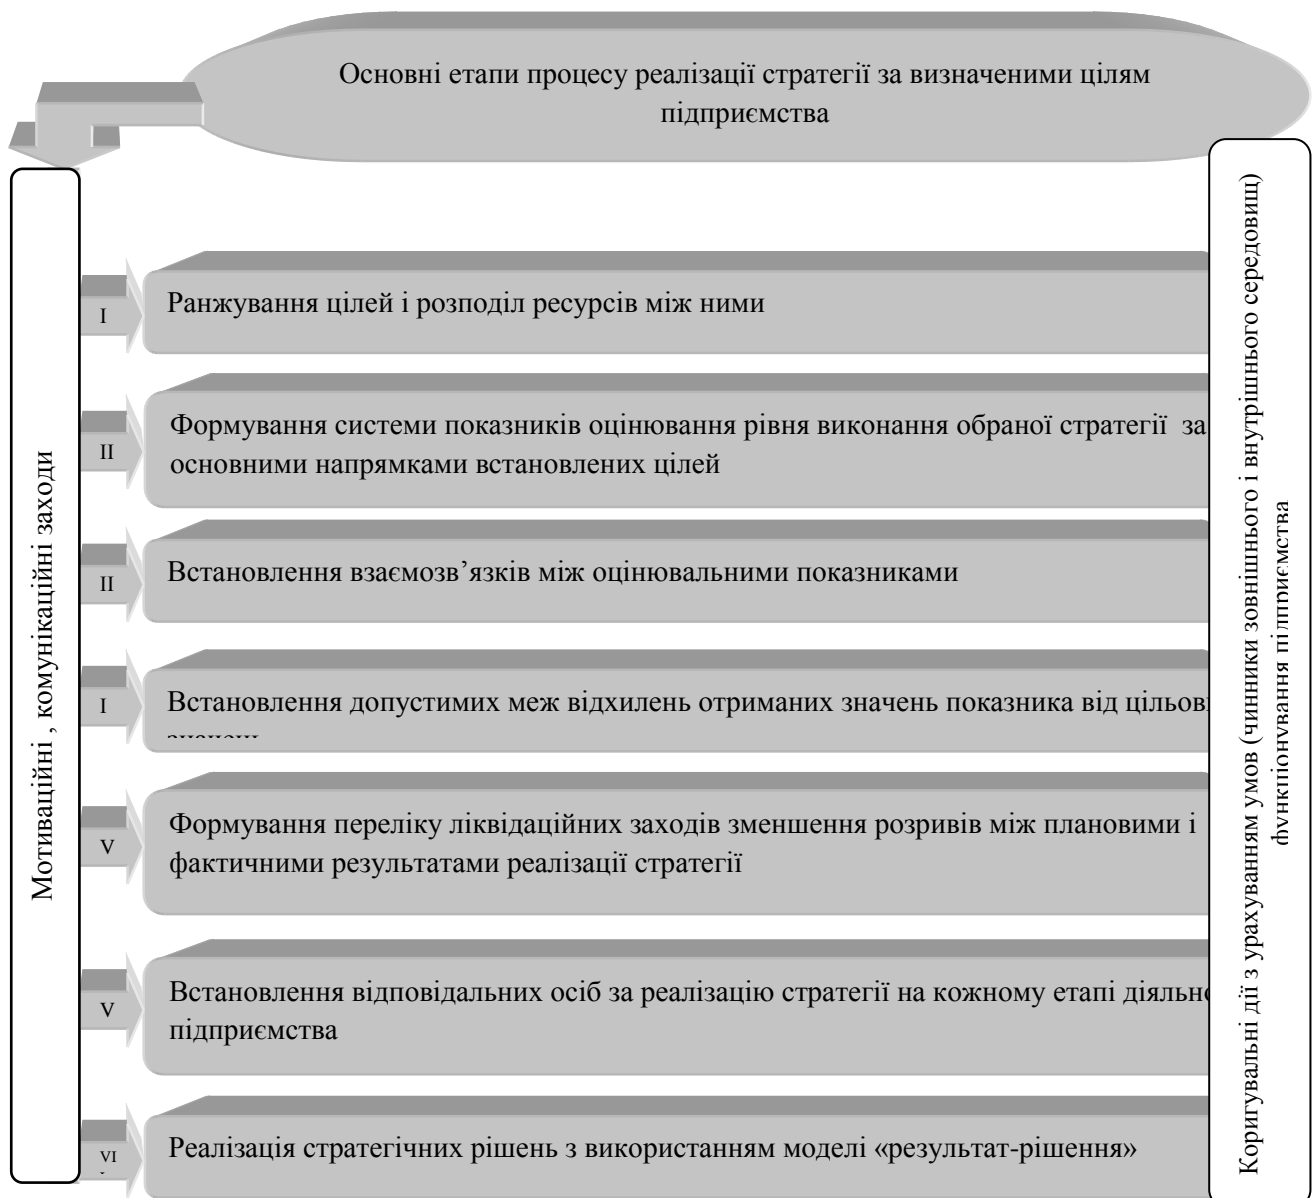 Основні етапи процесу реалізації стратегії за визначеними цілям
підприємства
Мотиваційні , комунікаційні заходи
I
Ранжування цілей і розподіл ресурсів між ними
II
Формування системи показників оцінювання рівня виконання обраної стратегії за
основними напрямками встановлених цілей
II
Встановлення взаємозв’язків між оцінювальними показниками
I
Встановлення допустимих меж відхилень отриманих значень показника від цільов
V
Формування переліку ліквідаційних заходів зменшення розривів між плановими і
фактичними результатами реалізації стратегії
V
Встановлення відповідальних осіб за реалізацію стратегії на кожному етапі діяльно
підприємства
VI
Реалізація стратегічних рішень з використанням моделі «результат-рішення»
Коригувальні дії з урахуванням умов (чинники зовнішнього і внутрішнього середовищ)
функціонування підприємства